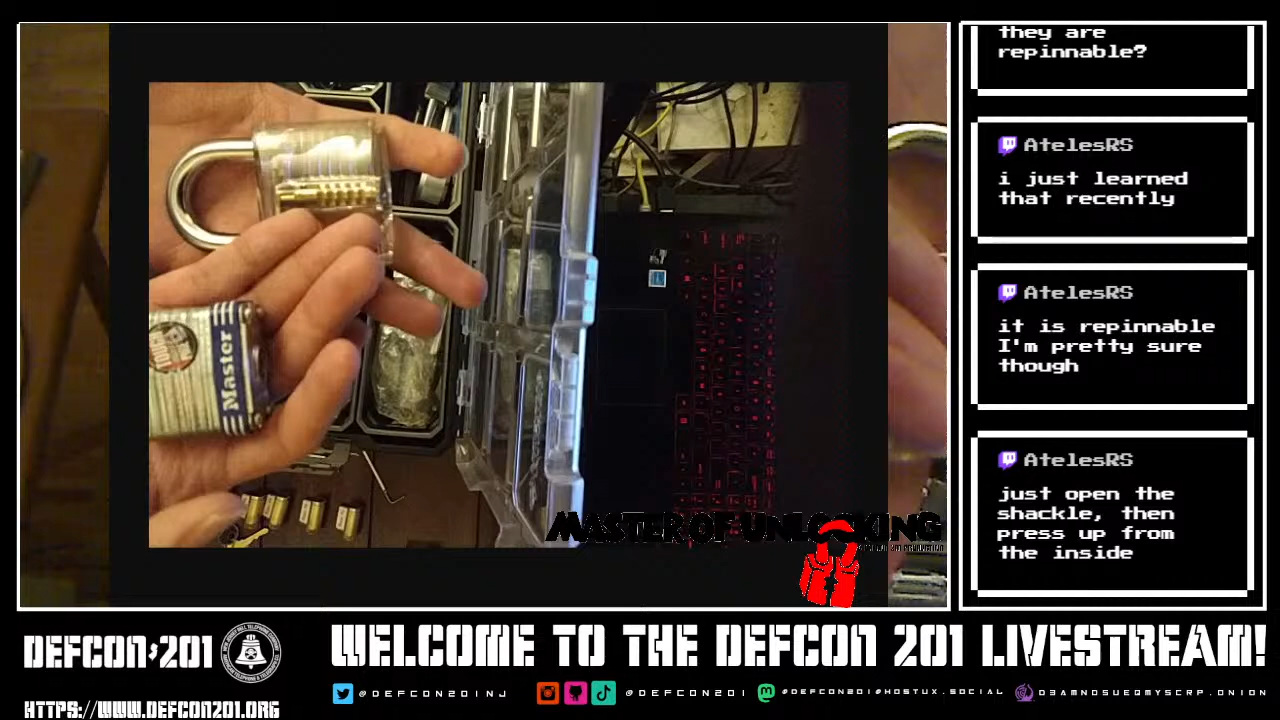 they are
repinnable?
AtelesRS
i just learned
that recently
AtelesRS
it is repinnable
I'm pretty sure
though
AtelesRS
just open the
shackle, then
press up from
the inside
Master
MASTER OF UNLOCKING
DEFCON 201
WELCOME TO THE DEFCON 201 LIVESTREAM!
@DEFCON201NJ
@DEFCON201
@DEFCON201@HOSTUX.SOCIAL
D3AMNOSUEQMYSCRP.ONION
HTTPS://WWW.DEFCON201.ORG